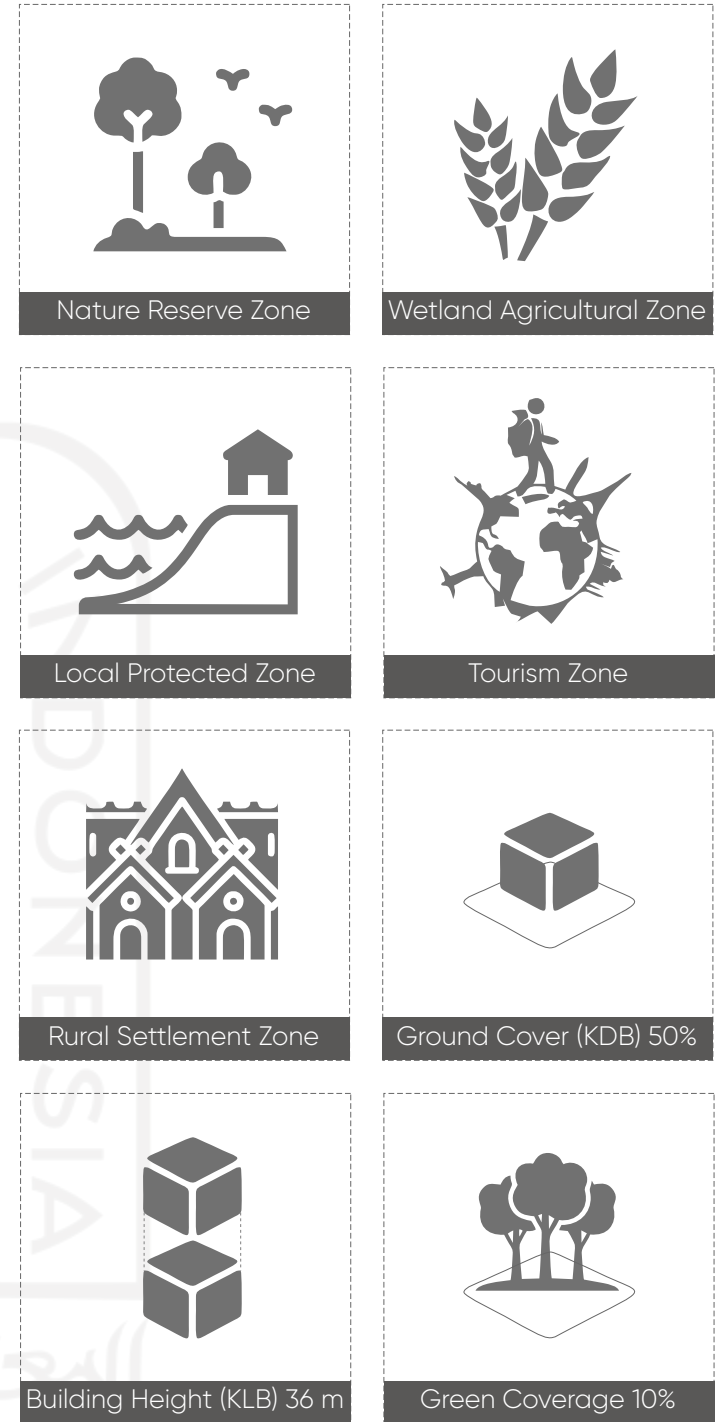 Nature Reserve Zone
Wetland Agricultural Zone
Local Protected Zone
Tourism Zone
Rural Settlement Zone
Ground Cover (KDB) 50%
Building Height (KLB) 36 m
Green Coverage 10%
INDONESIA